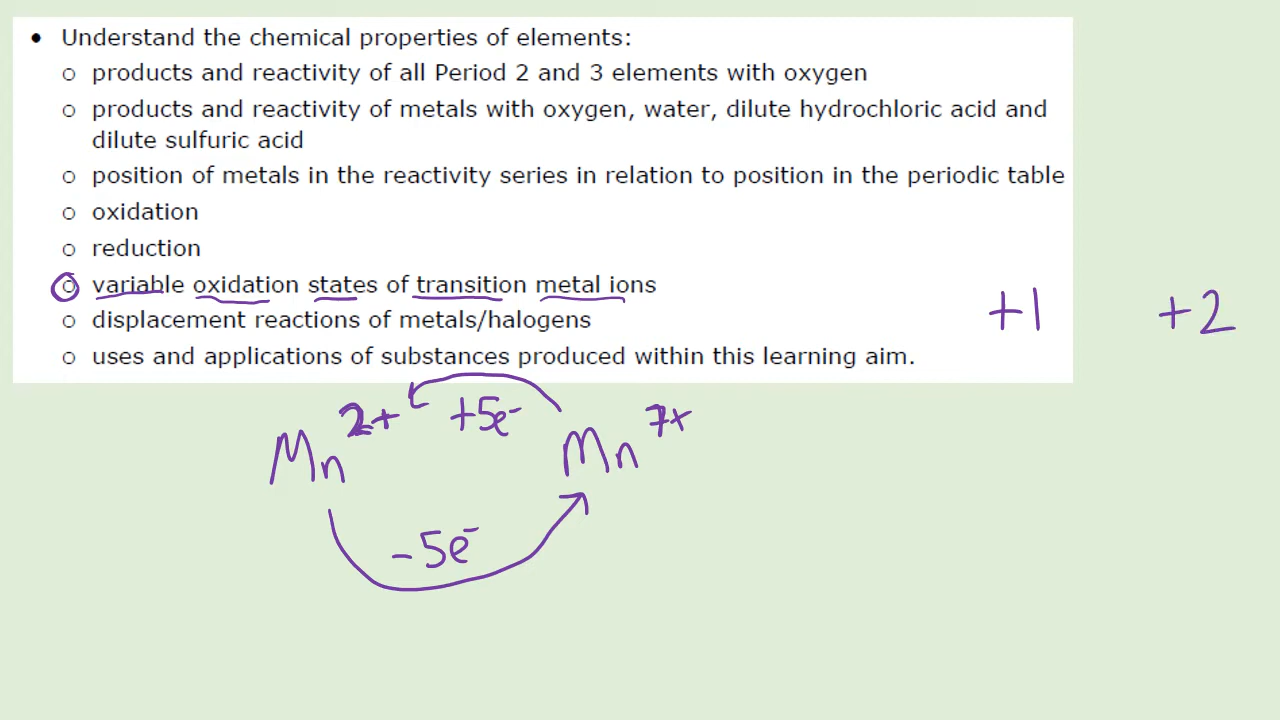 • Understand the chemical properties of elements:
o products and reactivity of all Period 2 and 3 elements with oxygen
o products and reactivity of metals with oxygen, water, dilute hydrochloric acid and
dilute sulfuric acid
o position of metals in the reactivity series in relation to position in the periodic table
o oxidation
o reduction
o variable oxidation states of transition metal ions
o displacement reactions of metals/halogens
o uses and applications of substances produced within this learning aim.
+1 +2
Mn²⁺ +5e⁻ Mn⁷⁺
-5e⁻